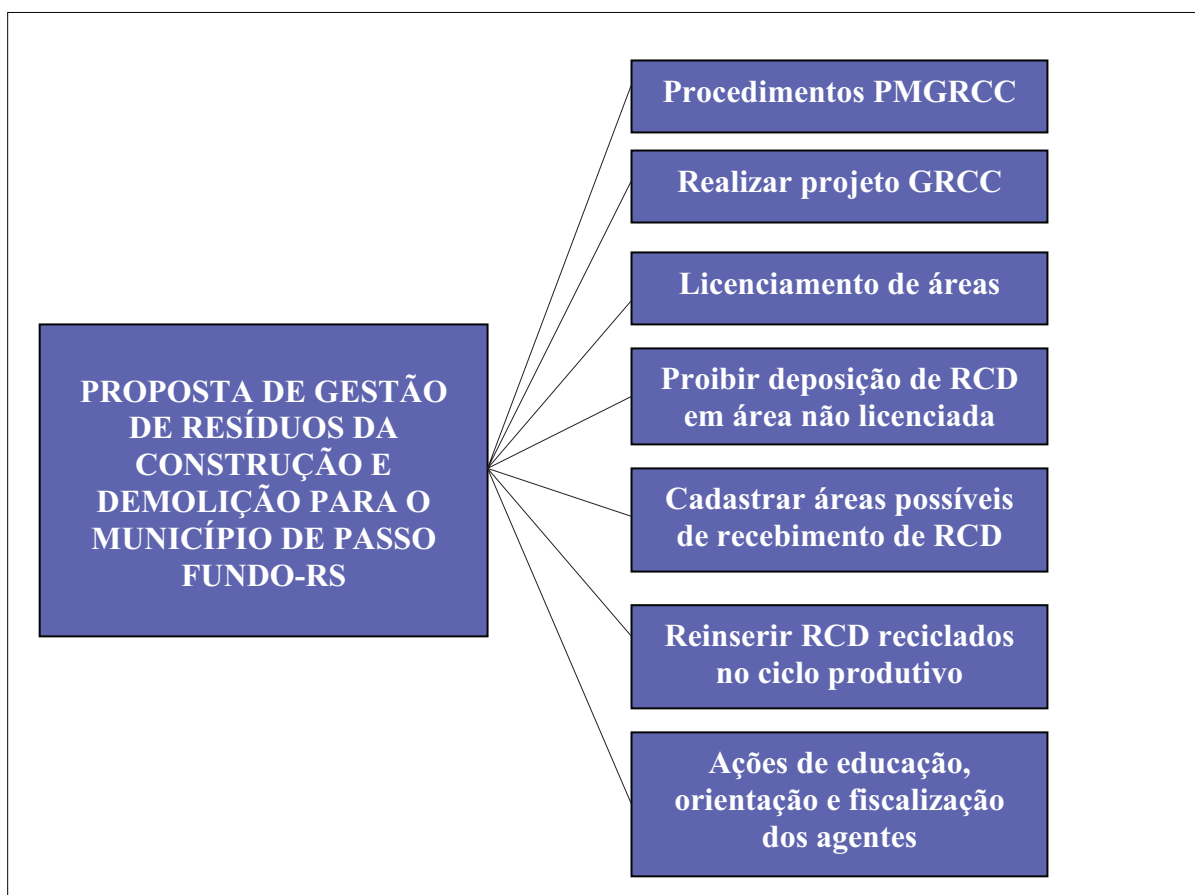 PROPOSTA DE GESTÃO
DE RESÍDUOS DA
CONSTRUÇÃO E
DEMOLIÇÃO PARA O
MUNICÍPIO DE PASSO
FUNDO-RS
Procedimentos PMGRCC
Realizar projeto GRCC
Licenciamento de áreas
Proibir deposição de RCD
em área não licenciada
Cadastrar áreas possíveis
de recebimento de RCD
Reinserir RCD reciclados
no ciclo produtivo
Ações de educação,
orientação e fiscalização
dos agentes